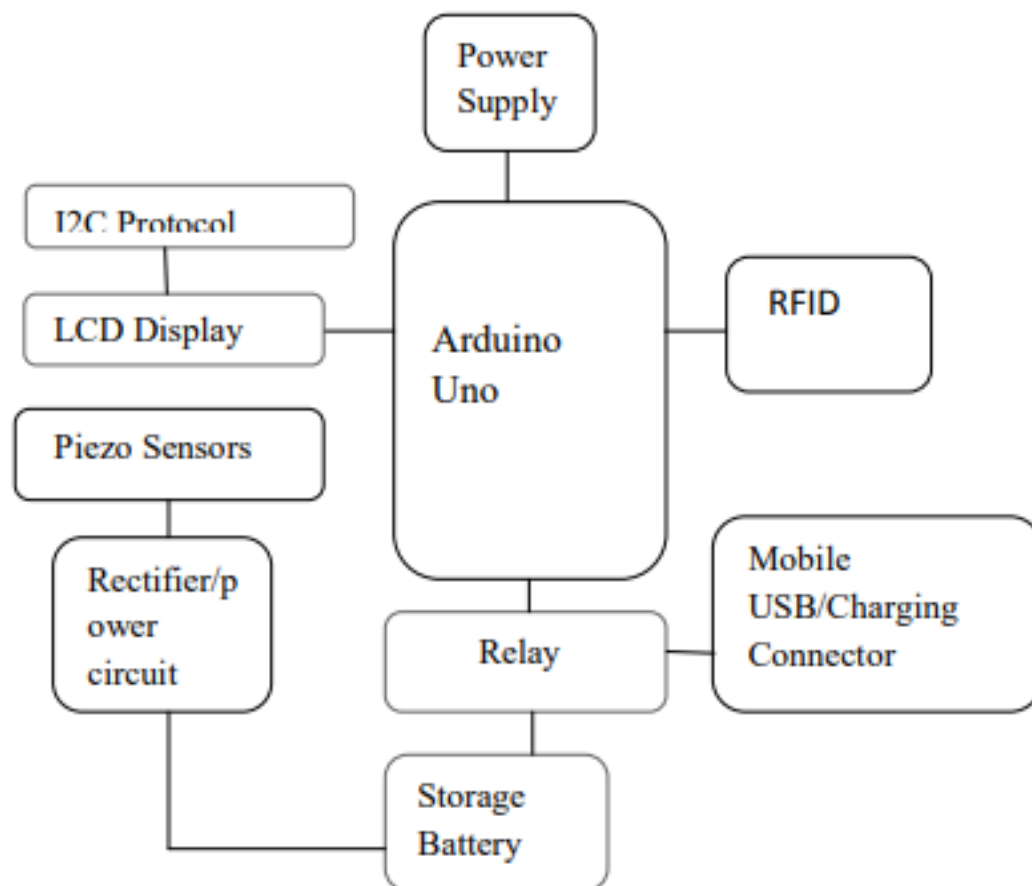 Power
Supply
I2C Protocol
LCD Display
Arduino
Uno
RFID
Piezo Sensors
Rectifier/p
ower
circuit
Relay
Mobile
USB/Charging
Connector
Storage
Battery